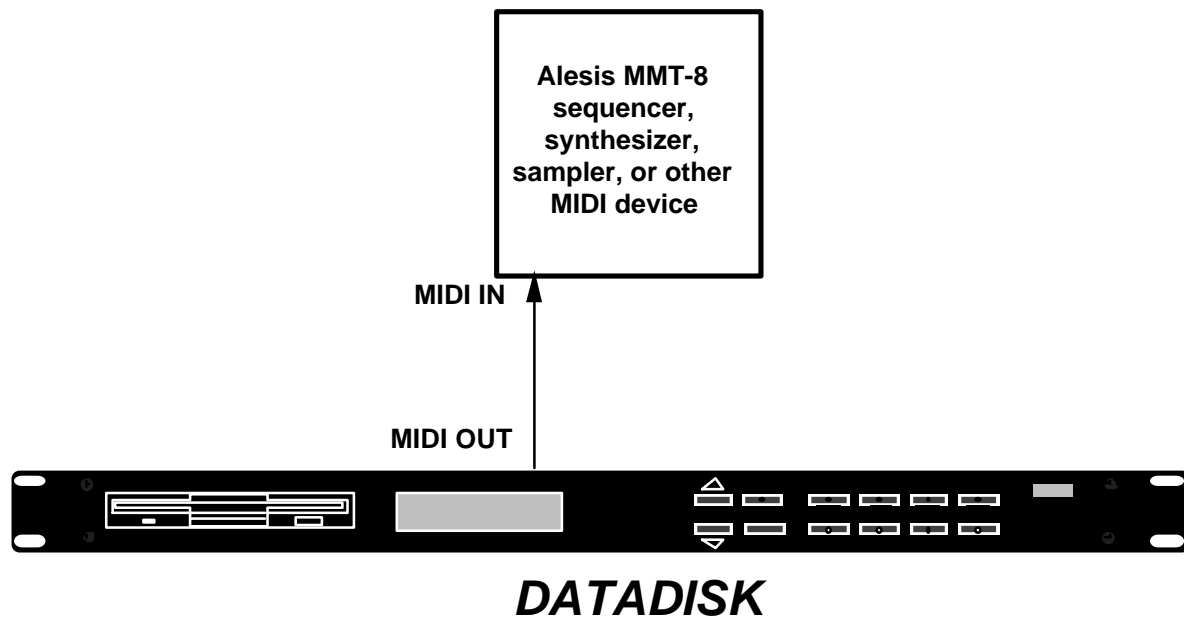 Alesis MMT-8
sequencer,
synthesizer,
sampler, or other
MIDI device
MIDI IN
MIDI OUT
DATADISK